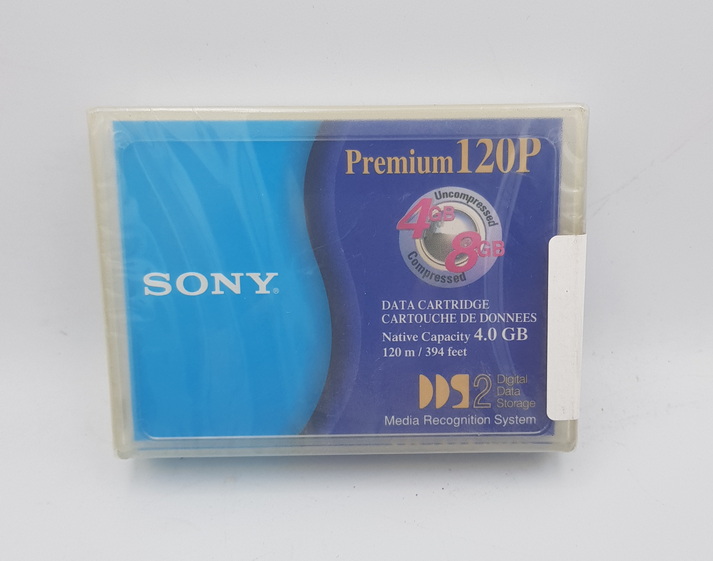 Premium 120P
Uncompressed
4GB
8GB
Compressed
SONY®
DATA CARTRIDGE
CARTOUCHE DE DONNEES
Native Capacity 4.0 GB
120 m / 394 feet
DDS2 Digital
Data
Storage
Media Recognition System